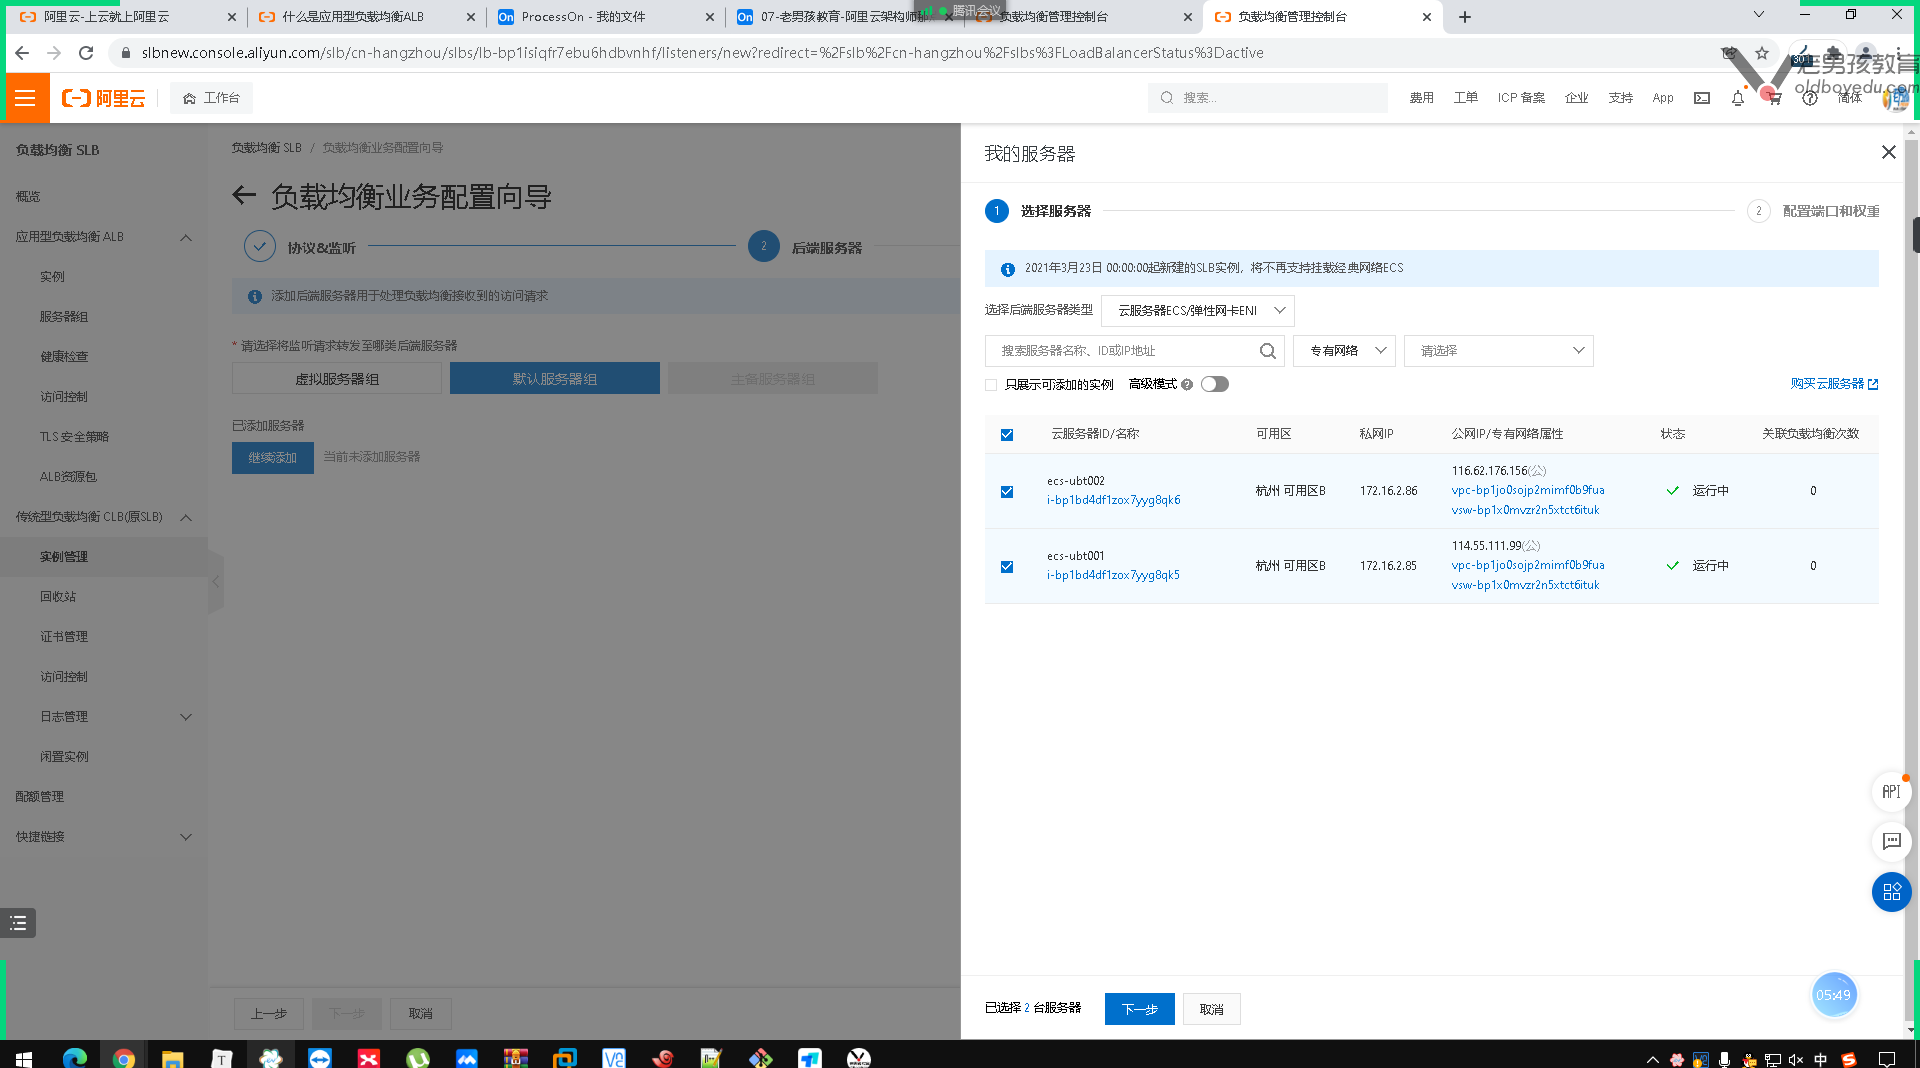 阿里云-上云就上阿里云
什么是应用型负载均衡ALB
On ProcessOn - 我的文件
On 07-老男孩教育-阿里云架构师
腾讯会议
负载均衡管理控制台
负载均衡管理控制台
slbnew.console.aliyun.com/slb/cn-hangzhou/slbs/lb-bp1isiqfr7ebu6hdbvnhf/listeners/new?redirect=%2Fslb%2Fcn-hangzhou%2Fslbs%3FLoadBalancerStatus%3Dactive
老男孩教育
oldboyedu.com
阿里云
工作台
搜索...
费用
工单
ICP 备案
企业
支持
App
简体
负载均衡 SLB
概览
应用型负载均衡 ALB
实例
服务器组
健康检查
访问控制
TLS 安全策略
ALB资源包
传统型负载均衡 CLB(原SLB)
实例管理
回收站
证书管理
访问控制
日志管理
闲置实例
配额管理
快捷链接
负载均衡 SLB / 负载均衡业务配置向导
负载均衡业务配置向导
协议&监听
2 后端服务器
添加后端服务器用于处理负载均衡接收到的访问请求
* 请选择将监听请求转发至哪类后端服务器
虚拟服务器组
默认服务器组
主备服务器组
已添加服务器
继续添加
当前未添加服务器
上一步
下一步
取消
我的服务器
1 选择服务器
2 配置端口和权重
2021年3月23日 00:00:00起新建的SLB实例，将不再支持挂载经典网络ECS
选择后端服务器类型
云服务器ECS/弹性网卡ENI
搜索服务器名称、ID或IP地址
专有网络
请选择
只展示可添加的实例
高级模式
购买云服务器
云服务器ID/名称 可用区 私网IP 公网IP/专有网络属性 状态 关联负载均衡次数
ecs-ubt002
i-bp1bd4df1zox7yyg8qk6
杭州 可用区B
172.16.2.86
116.62.176.156(公)
vpc-bp1jo0sojp2mimf0b9fua
vsw-bp1x0mvzr2n5xtct6ituk
运行中
0
ecs-ubt001
i-bp1bd4df1zox7yyg8qk5
杭州 可用区B
172.16.2.85
114.55.111.99(公)
vpc-bp1jo0sojp2mimf0b9fua
vsw-bp1x0mvzr2n5xtct6ituk
运行中
0
API
05:49
已选择 2 台服务器
下一步
取消
中